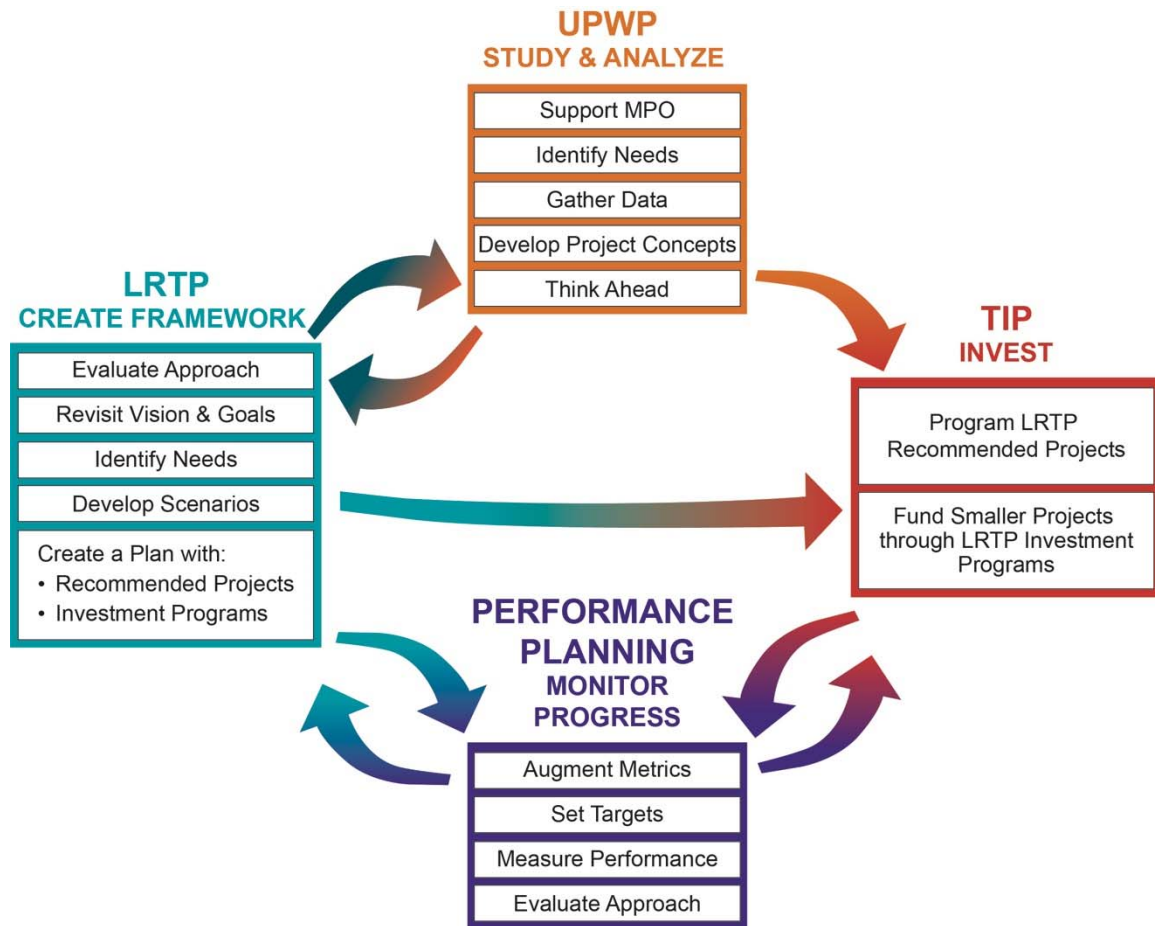 UPWP
STUDY & ANALYZE
Support MPO
Identify Needs
Gather Data
Develop Project Concepts
Think Ahead
LRTP
CREATE FRAMEWORK
Evaluate Approach
Revisit Vision & Goals
Identify Needs
Develop Scenarios
Create a Plan with:
• Recommended Projects
• Investment Programs
TIP
INVEST
Program LRTP
Recommended Projects
Fund Smaller Projects
through LRTP Investment
Programs
PERFORMANCE
PLANNING
MONITOR
PROGRESS
Augment Metrics
Set Targets
Measure Performance
Evaluate Approach